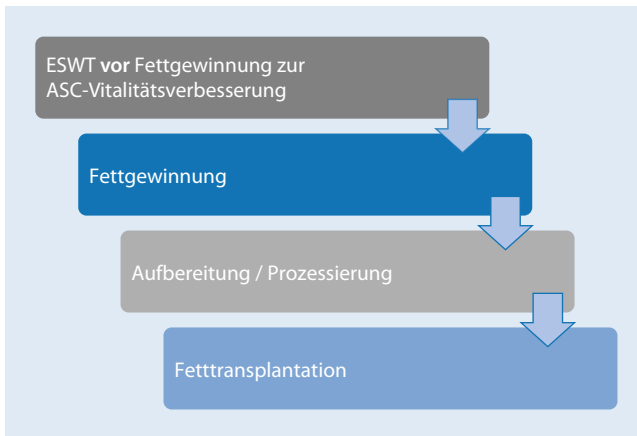 ESWT vor Fettgewinnung zur
ASC-Vitalitätsverbesserung
Fettgewinnung
Aufbereitung / Prozessierung
Fetttransplantation